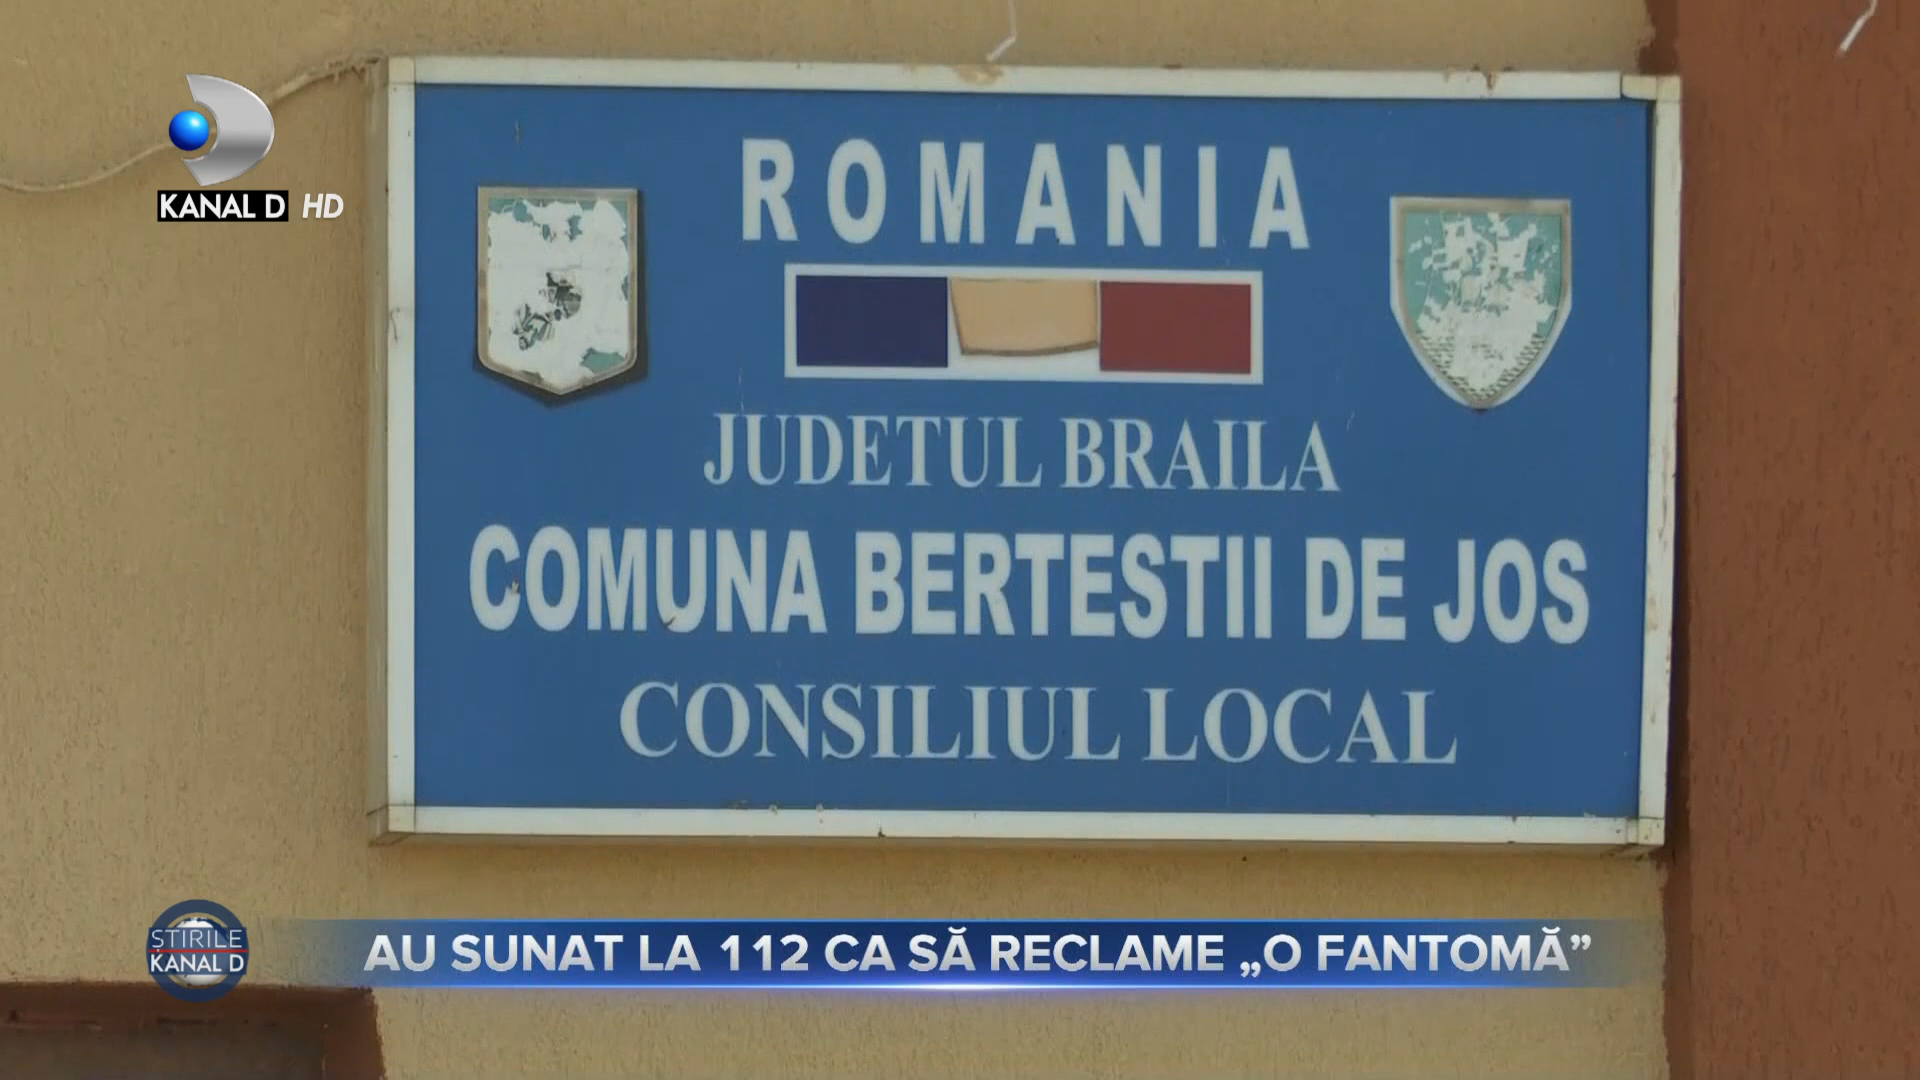 KANAL D HD
ROMANIA
JUDETUL BRAILA
COMUNA BERTESTII DE JOS
CONSILIUL LOCAL
ȘTIRILE
KANAL D
AU SUNAT LA 112 CA SĂ RECLAME „O FANTOMĂ”